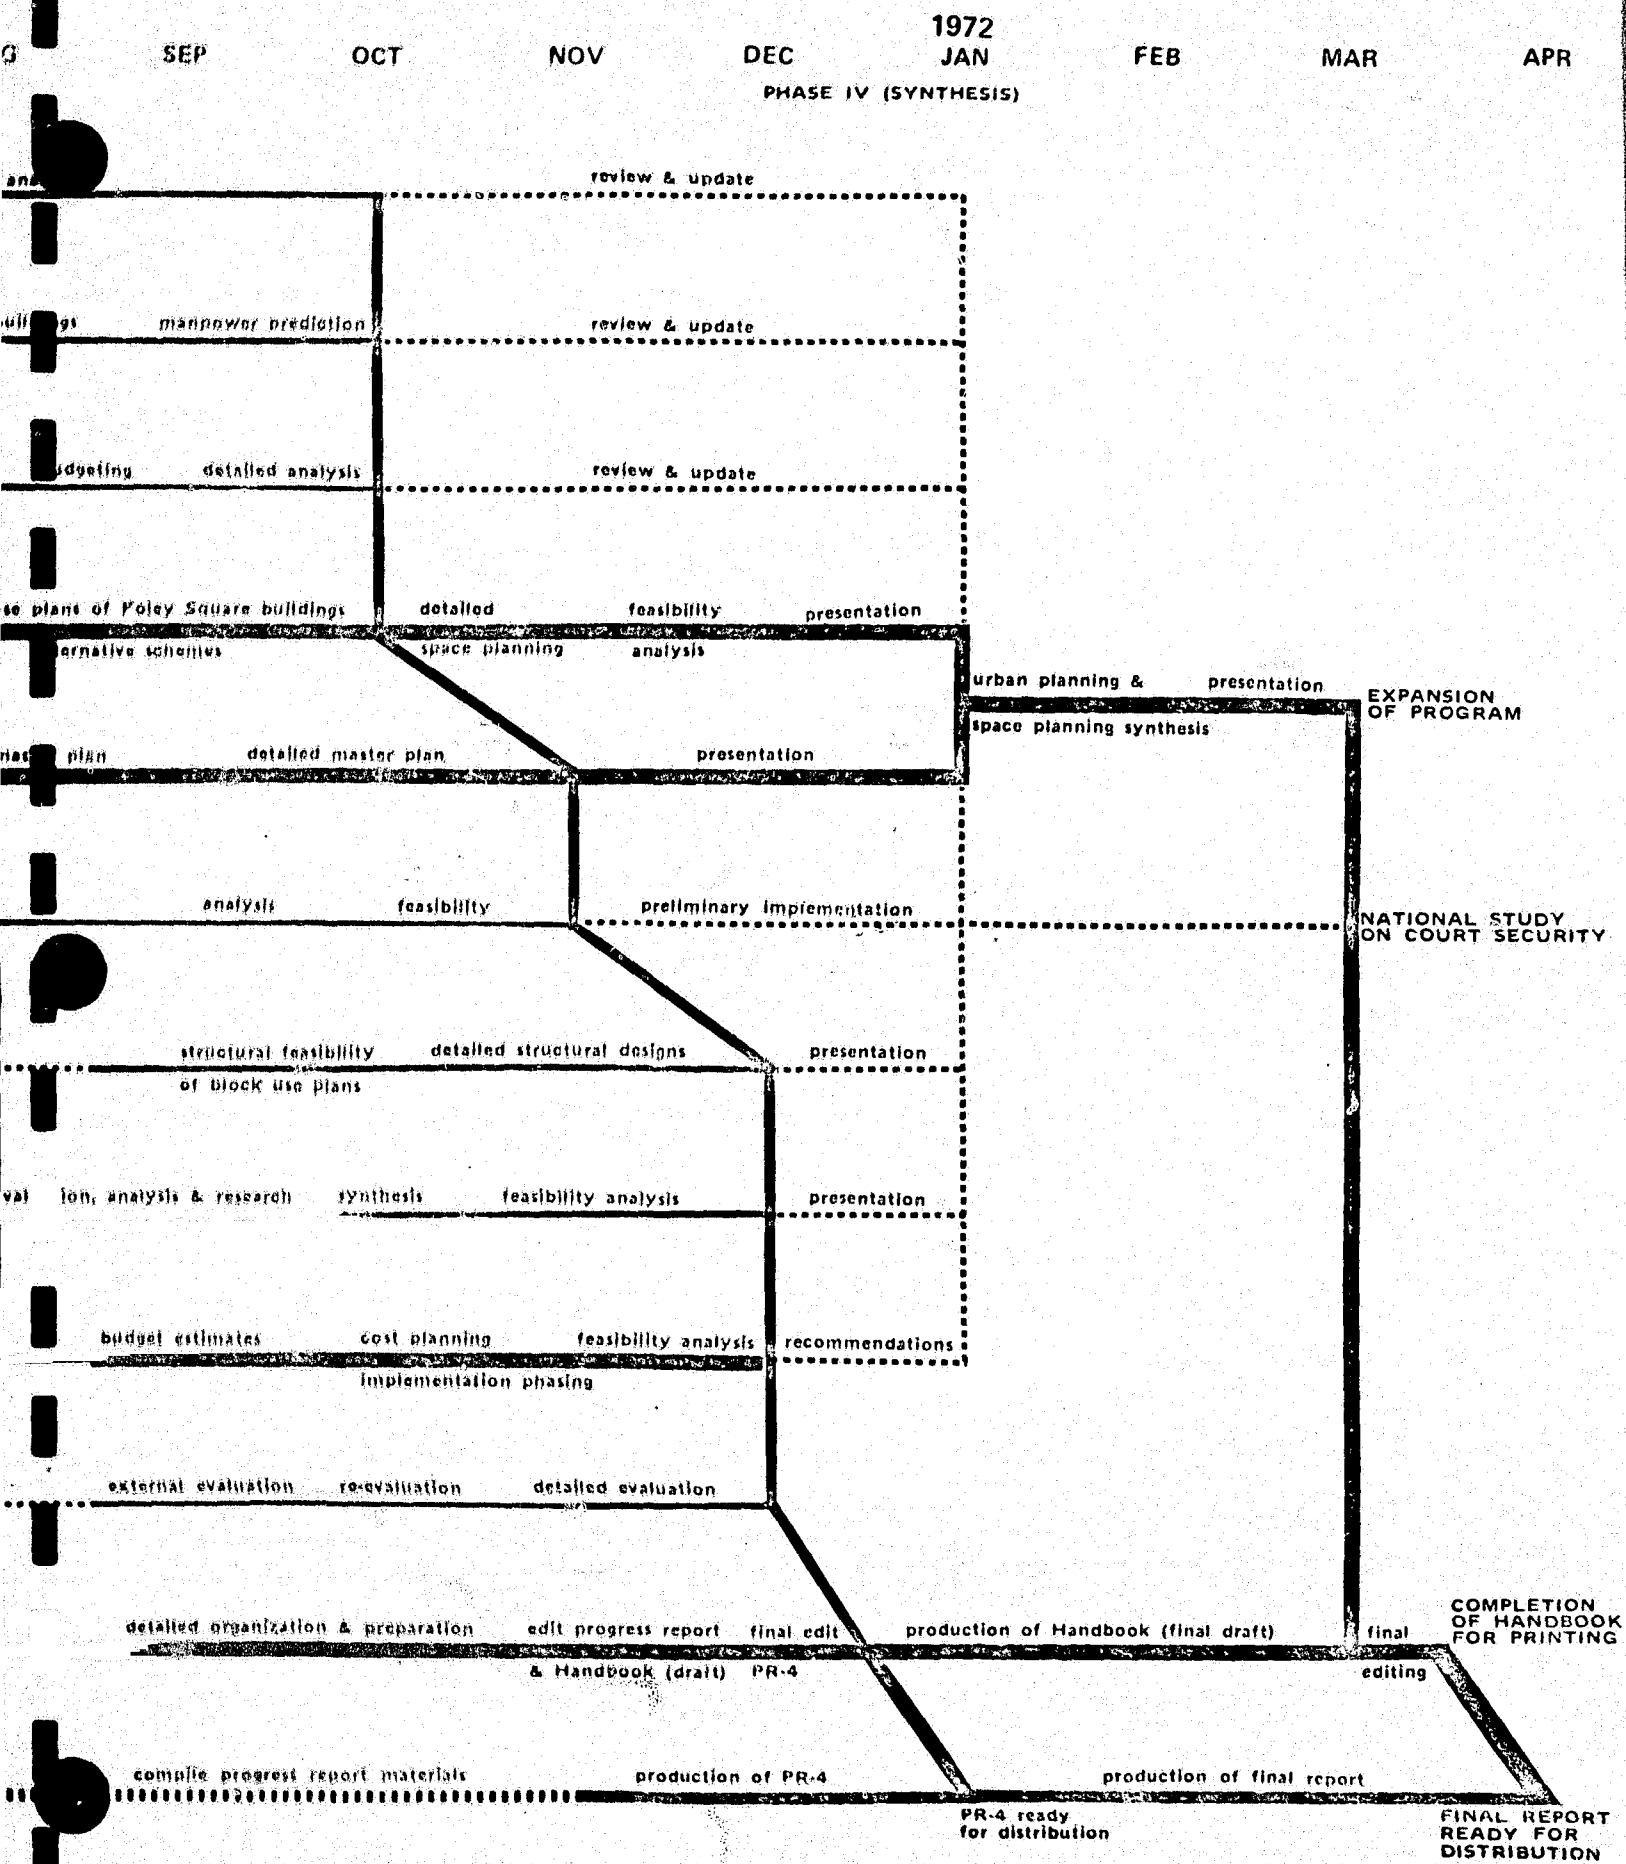 1972
SEP OCT NOV DEC JAN FEB MAR APR
PHASE IV (SYNTHESIS)
review & update
manpower prediction review & update
detailed analysis review & update
plans of Foley Square buildings detailed feasibility presentation
schemes space planning analysis
urban planning & presentation
EXPANSION
OF PROGRAM
space planning synthesis
plan detailed master plan presentation
analysis feasibility preliminary implementation
NATIONAL STUDY
ON COURT SECURITY
structural feasibility detailed structural designs presentation
of block use plans
ion, analysis & research synthesis feasibility analysis presentation
budget estimates cost planning feasibility analysis recommendations
implementation phasing
external evaluation re-evaluation detailed evaluation
COMPLETION
OF HANDBOOK
FOR PRINTING
detailed organization & preparation edit progress report final edit production of Handbook (final draft) final
& Handbook (draft) PR-4 editing
compile progress report materials production of PR-4 production of final report
PR-4 ready
for distribution
FINAL REPORT
READY FOR
DISTRIBUTION